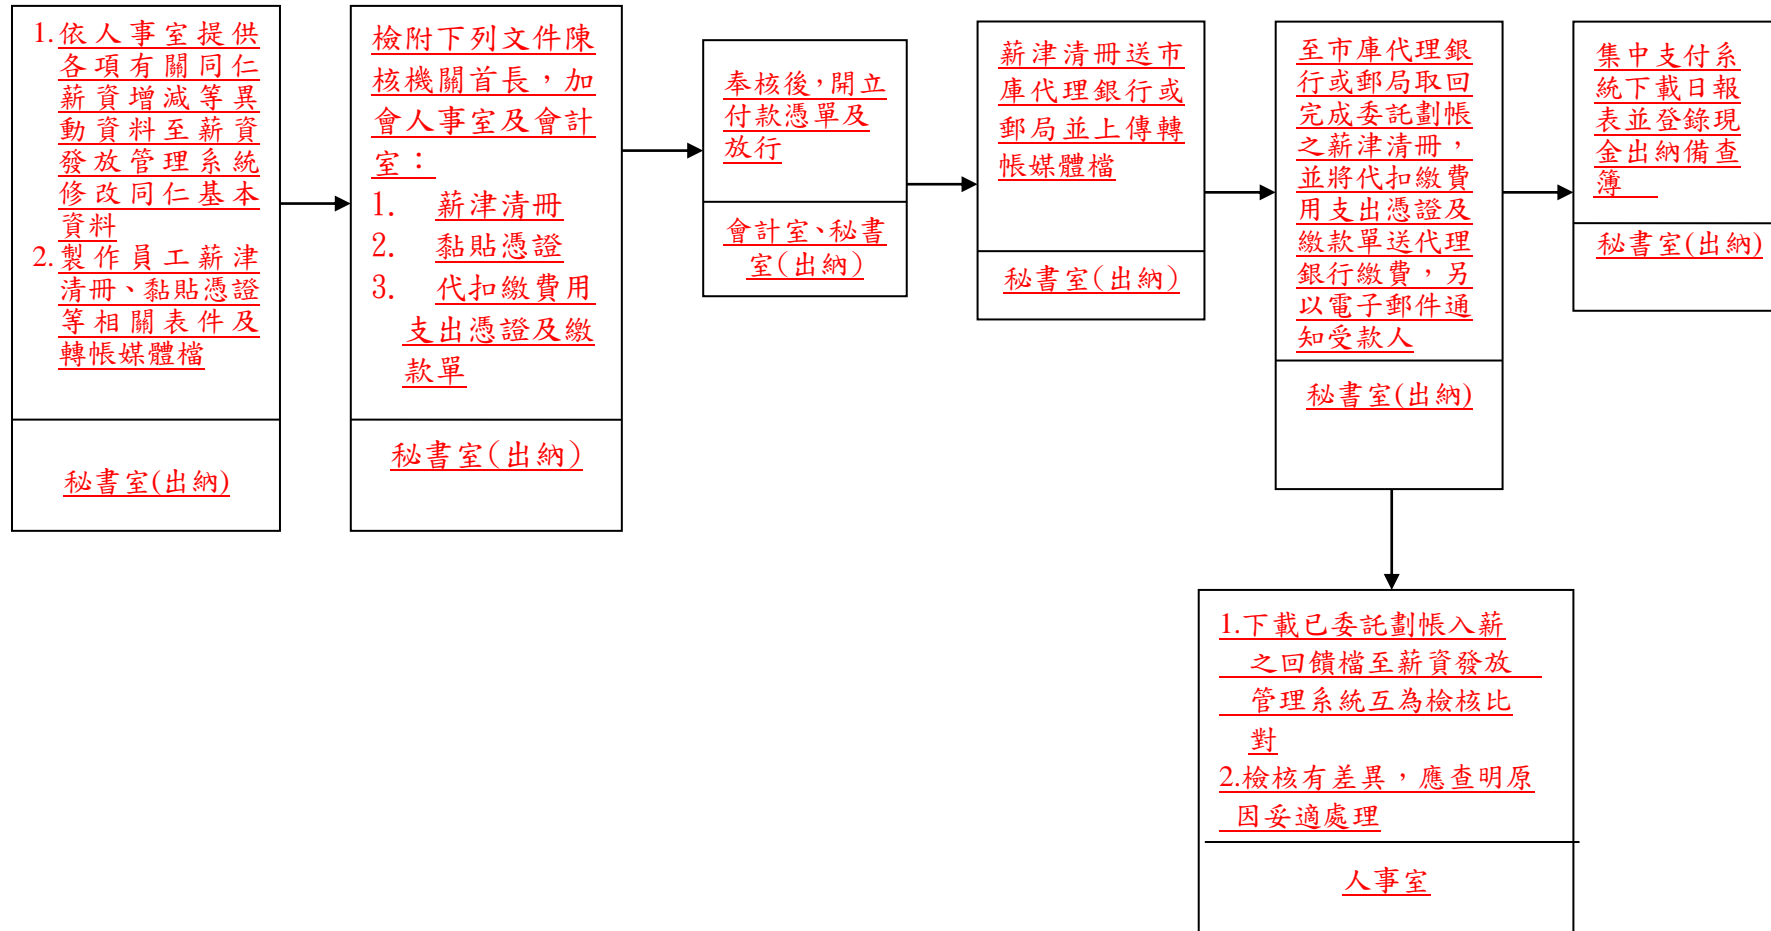 1.依人事室提供
各項有關同仁
薪資增減等異
動資料至薪資
發放管理系統
修改同仁基本
資料
2.製作員工薪津
清冊、黏貼憑證
等相關表件及
轉帳媒體檔
秘書室(出納)
檢附下列文件陳
核機關首長，加
會人事室及會計
室：
1. 薪津清冊
2. 黏貼憑證
3. 代扣繳費用
支出憑證及繳
款單
秘書室(出納)
奉核後，開立
付款憑單及
放行
會計室、秘書
室(出納)
薪津清冊送市
庫代理銀行或
郵局並上傳轉
帳媒體檔
秘書室(出納)
至市庫代理銀
行或郵局取回
完成委託劃帳
之薪津清冊，
並將代扣繳費
用支出憑證及
繳款單送代理
銀行繳費，另
以電子郵件通
知受款人
秘書室(出納)
集中支付系
統下載日報
表並登錄現
金出納備查
簿
秘書室(出納)
1.下載已委託劃帳入薪
之回饋檔至薪資發放
管理系統互為檢核比
對
2.檢核有差異，應查明原
因妥適處理
人事室